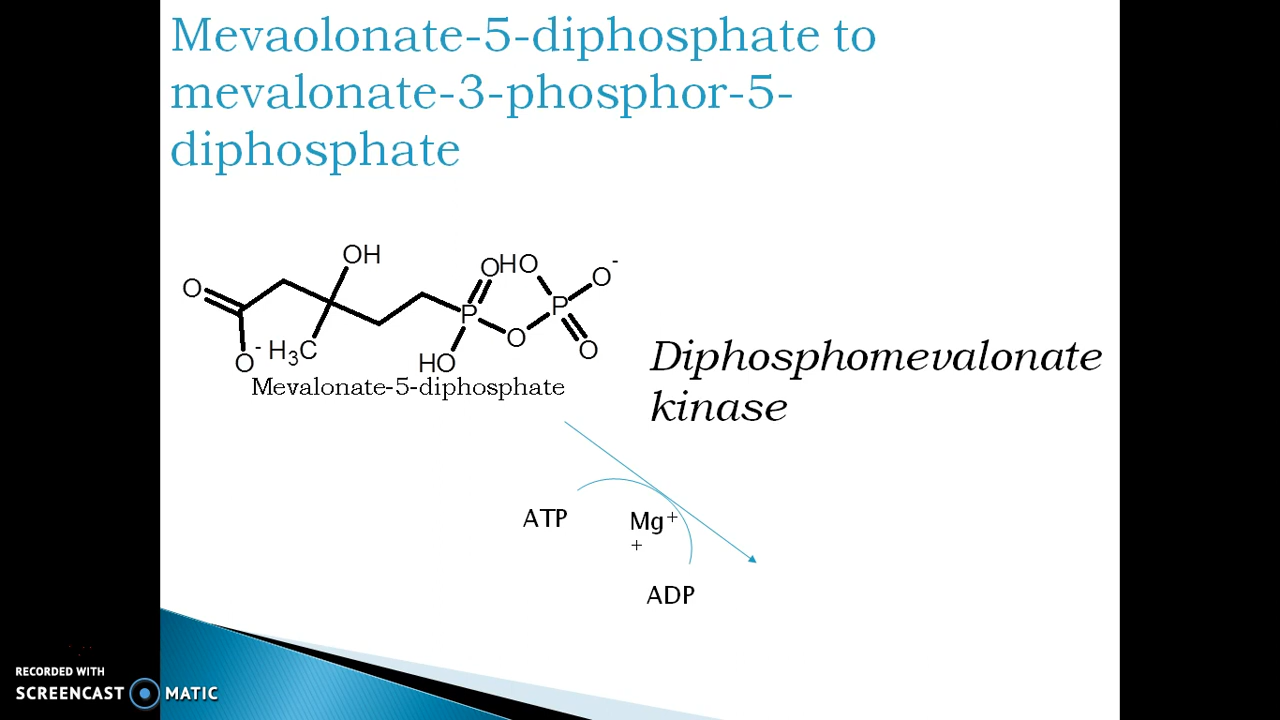 Mevaolonate-5-diphosphate to
mevalonate-3-phosphor-5-
diphosphate
OH
O
OHO
O-
P
P
O
O
O-
H3C
HO
Mevalonate-5-diphosphate
Diphosphomevalonate
kinase
ATP
Mg+
+
ADP
RECORDED WITH
SCREENCAST MATIC